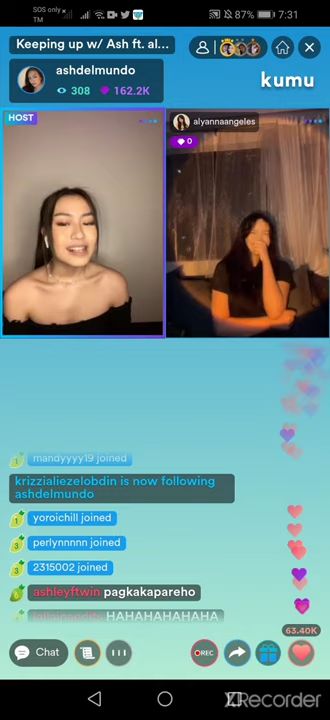 SOS only
TM
87% 7:31
Keeping up w/ Ash ft. al...
ashdelmundo
308 162.2K
kumu
HOST
alyannaangeles
0
mandyyyy19 joined
krizzialiezelobdin is now following
ashdelmundo
yoroichill joined
perlynnnnn joined
2315002 joined
ashleyftwin pagkakapareho
HAHAHAHAHAHA
63.40K
Chat
REC
XRecorder